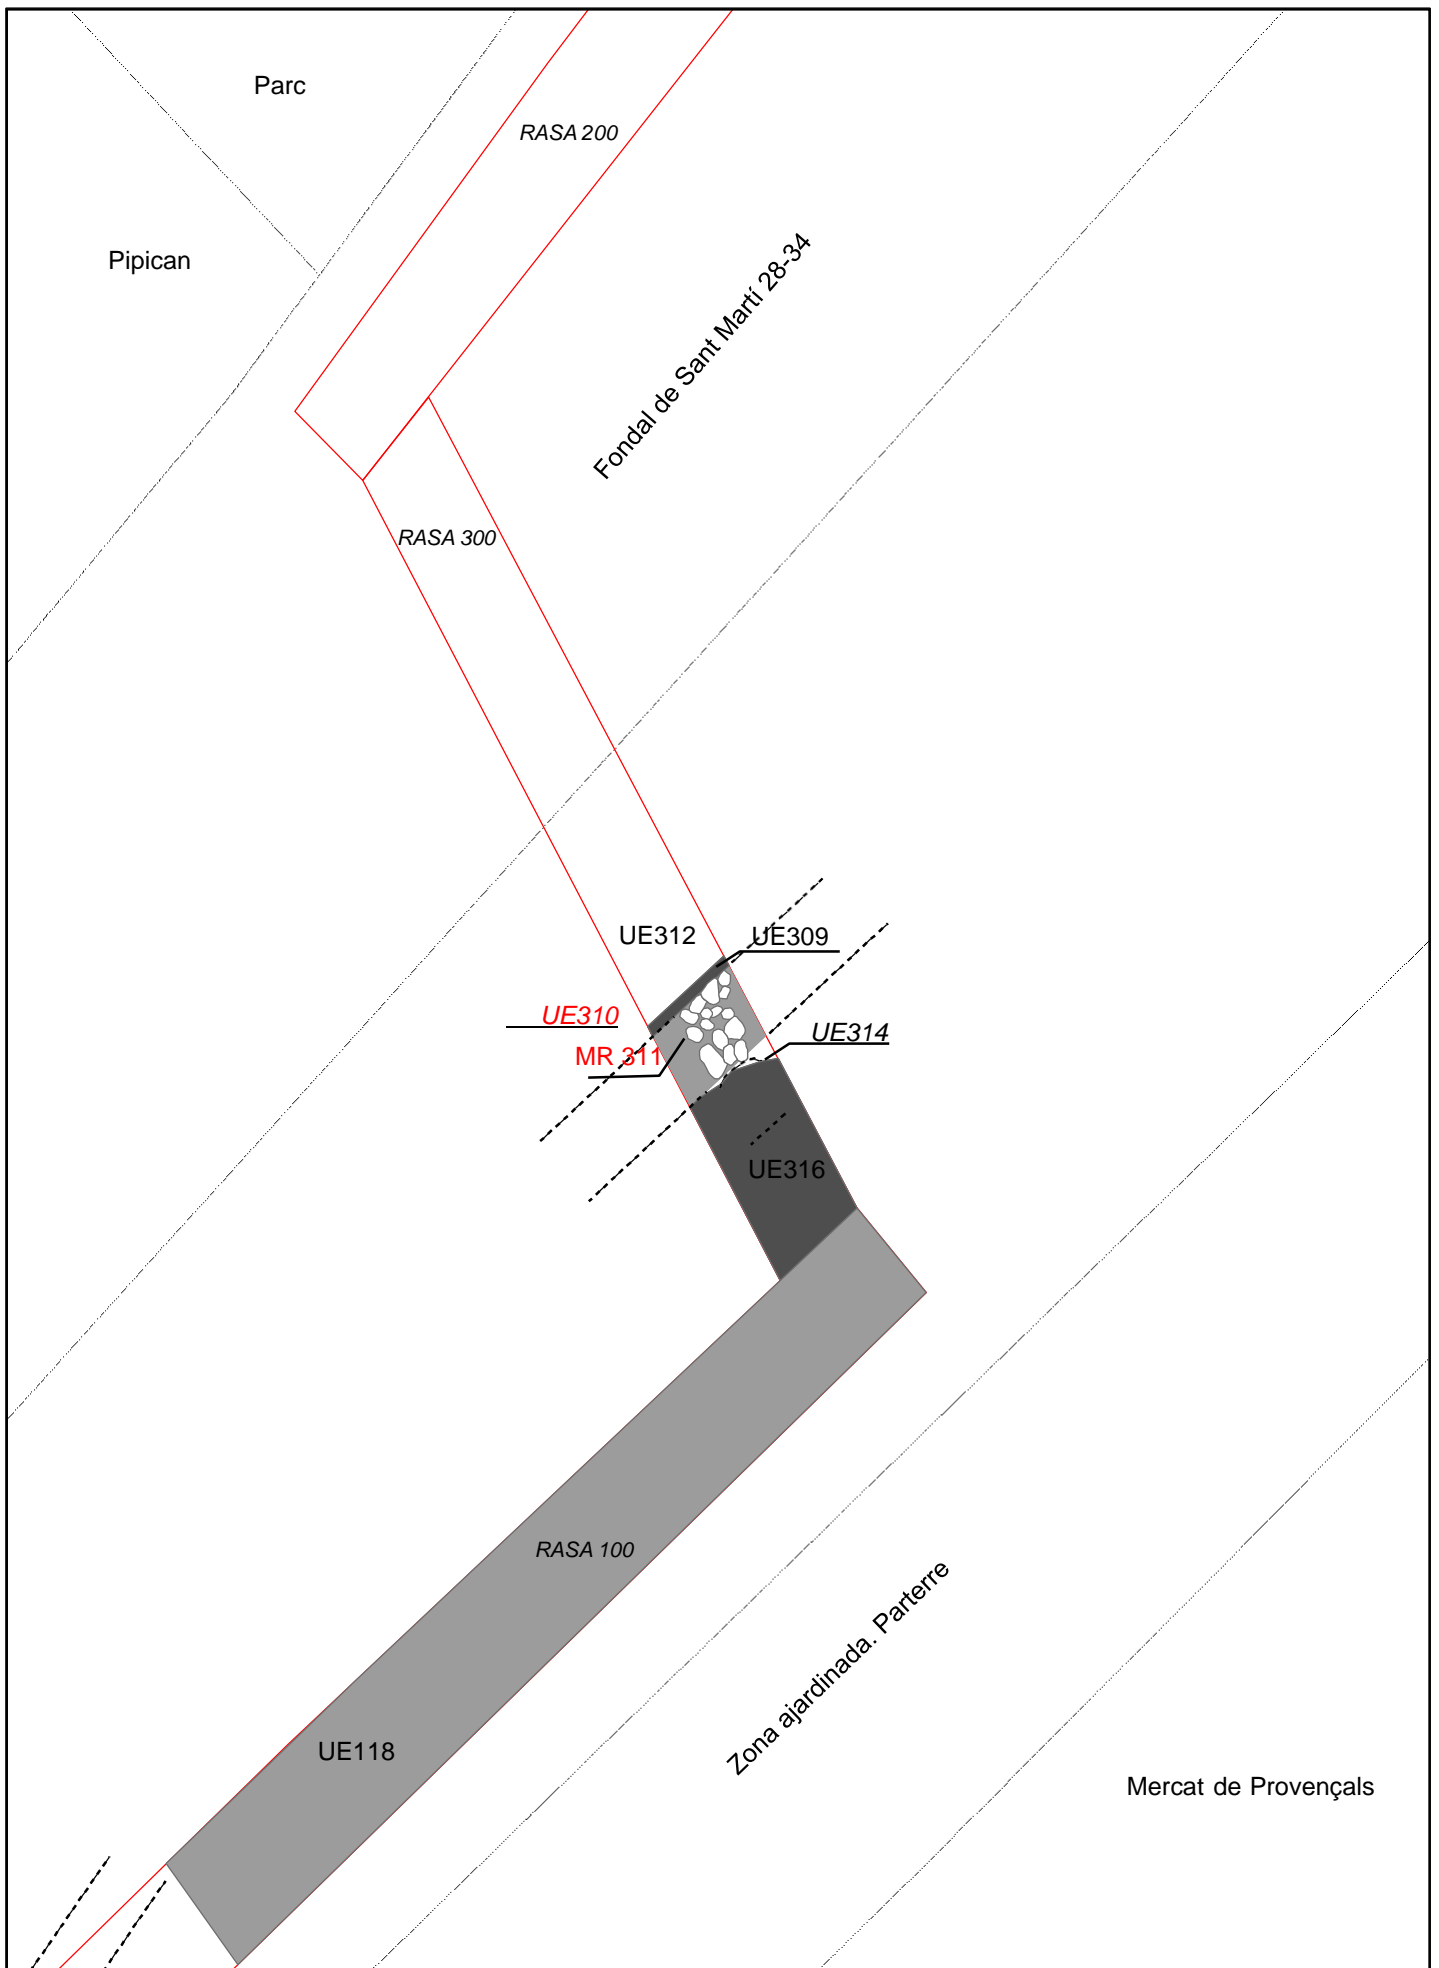 Parc
RASA 200
Pipican
Fondal de Sant Martí 28-34
RASA 300
UE312
UE309
UE310
UE314
MR 311
UE316
RASA 100
Zona ajardinada. Parterre
UE118
Mercat de Provençals